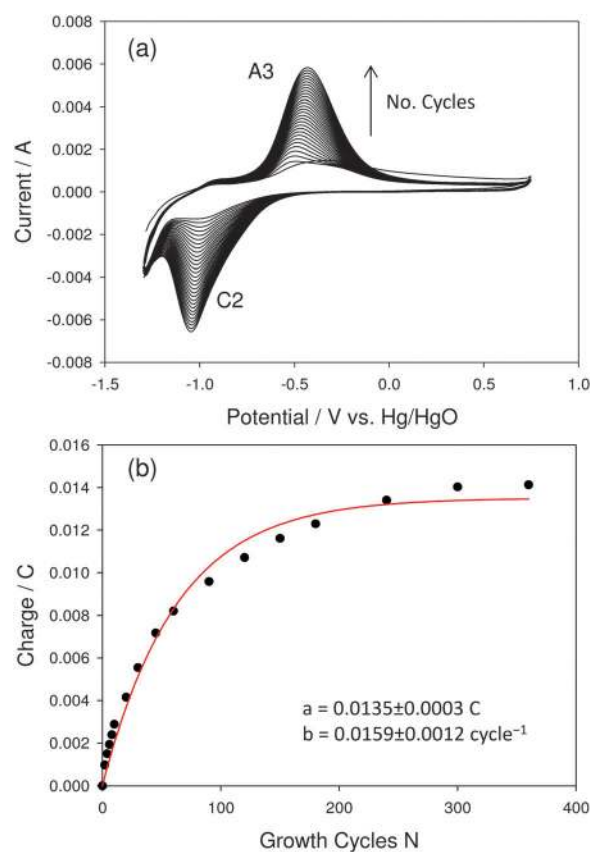 (a)
0.008
0.006
0.004
0.002
0.000
-0.002
-0.004
-0.006
-0.008
Current / A
A3
No. Cycles
C2
-1.5
-1.0
-0.5
0.0
0.5
1.0
Potential / V vs. Hg/HgO
(b)
0.016
0.014
0.012
0.010
0.008
0.006
0.004
0.002
0.000
Charge / C
a = 0.0135±0.0003 C
b = 0.0159±0.0012 cycle⁻¹
0
100
200
300
400
Growth Cycles N